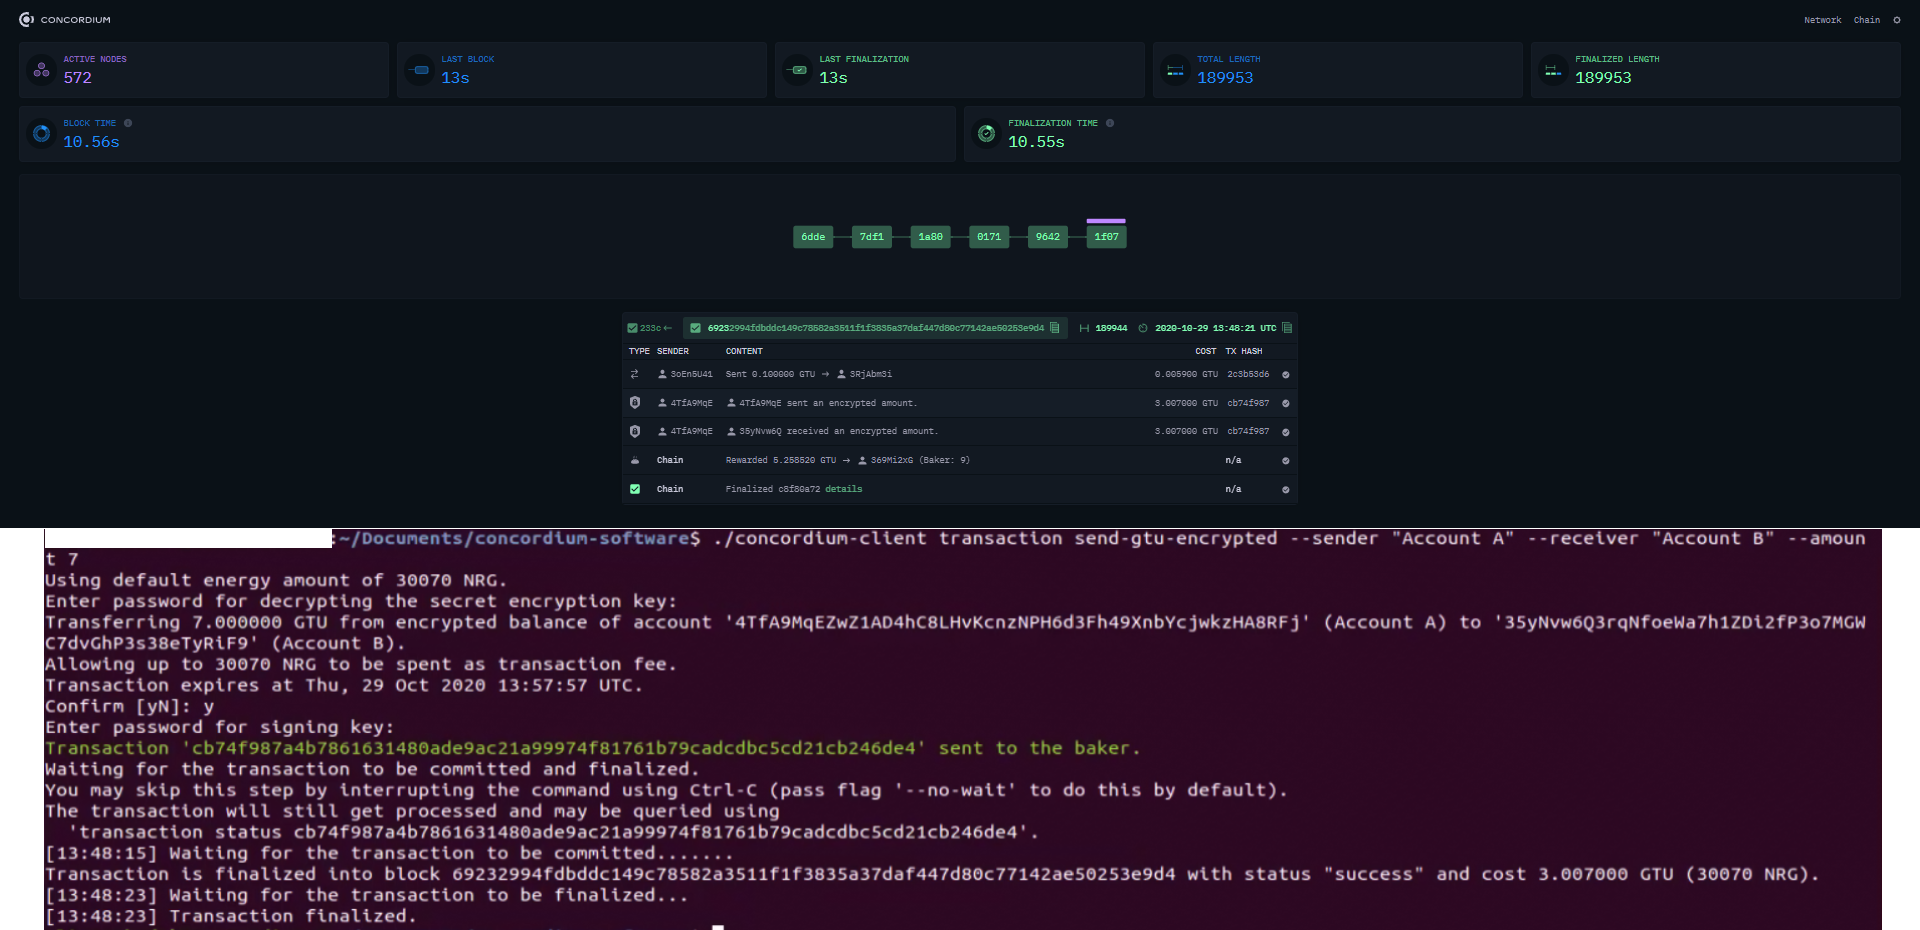 CONCORDIUM
Network Chain
ACTIVE NODES
572
LAST BLOCK
13s
LAST FINALIZATION
13s
TOTAL LENGTH
189953
FINALIZED LENGTH
189953
BLOCK TIME
10.56s
FINALIZATION TIME
10.55s
6dde 7df1 1a80 0171 9642 1f07
233c← 69232994fdbddc149c78582a3511f1f3835a37daf447d80c77142ae50253e9d4 189944 2020-10-29 13:48:21 UTC
TYPE SENDER CONTENT COST TX HASH
3oEn5U41 Sent 0.100000 GTU → 3RjAbm3i 0.005900 GTU 2c3b53d6
4TfA9MqE 4TfA9MqE sent an encrypted amount. 3.007000 GTU cb74f987
4TfA9MqE 35yNvw6Q received an encrypted amount. 3.007000 GTU cb74f987
Chain Rewarded 5.258520 GTU → 369Mi2xG (Baker: 9) n/a
Chain Finalized c8f80a72 details n/a
:~/Documents/concordium-software$ ./concordium-client transaction send-gtu-encrypted --sender "Account A" --receiver "Account B" --amoun
t 7
Using default energy amount of 30070 NRG.
Enter password for decrypting the secret encryption key:
Transferring 7.000000 GTU from encrypted balance of account '4TfA9MqEZwZ1AD4hC8LHvKcnzNPH6d3Fh49XnbYcjwkzHA8RFj' (Account A) to '35yNvw6Q3rqNfoeWa7h1ZDi2fP3o7MGW
C7dvGhP3s38eTyRiF9' (Account B).
Allowing up to 30070 NRG to be spent as transaction fee.
Transaction expires at Thu, 29 Oct 2020 13:57:57 UTC.
Confirm [yN]: y
Enter password for signing key:
Transaction 'cb74f987a4b7861631480ade9ac21a99974f81761b79cadcdbc5cd21cb246de4' sent to the baker.
Waiting for the transaction to be committed and finalized.
You may skip this step by interrupting the command using Ctrl-C (pass flag '--no-wait' to do this by default).
The transaction will still get processed and may be queried using
'transaction status cb74f987a4b7861631480ade9ac21a99974f81761b79cadcdbc5cd21cb246de4'.
[13:48:15] Waiting for the transaction to be committed.......
Transaction is finalized into block 69232994fdbddc149c78582a3511f1f3835a37daf447d80c77142ae50253e9d4 with status "success" and cost 3.007000 GTU (30070 NRG).
[13:48:23] Waiting for the transaction to be finalized...
[13:48:23] Transaction finalized.